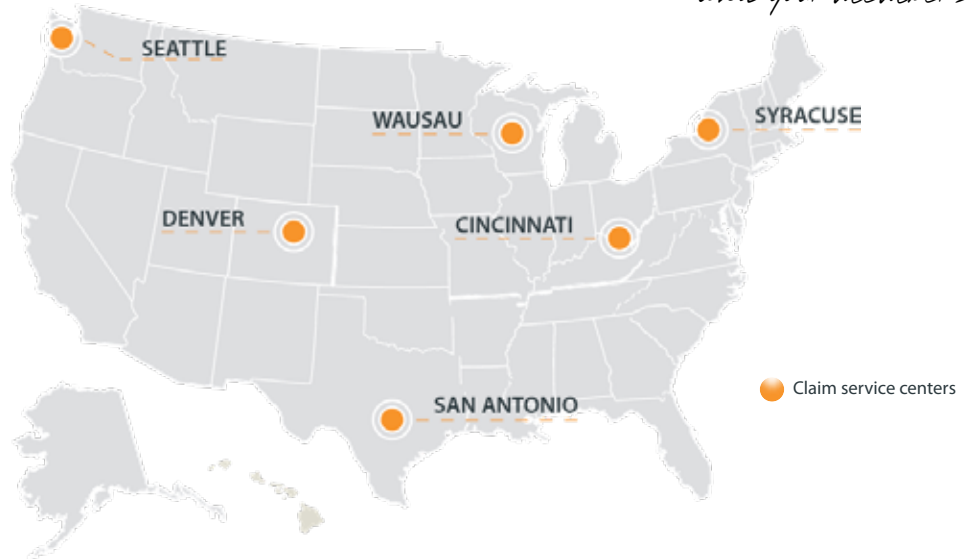 SEATTLE
WAUSAU
SYRACUSE
DENVER
CINCINNATI
Claim service centers
SAN ANTONIO